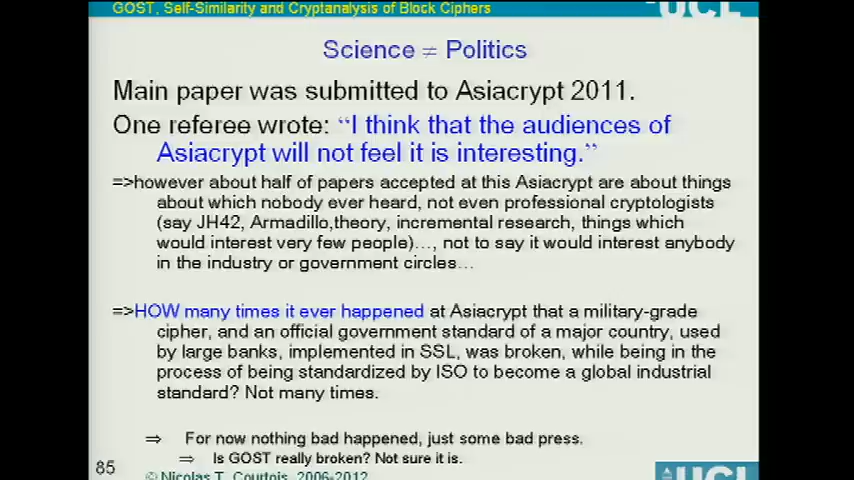 GOST, Self-Similarity and Cryptanalysis of Block Ciphers
UCL
Science ≠ Politics
Main paper was submitted to Asiacrypt 2011.
One referee wrote: “I think that the audiences of
Asiacrypt will not feel it is interesting.”
=>however about half of papers accepted at this Asiacrypt are about things
about which nobody ever heard, not even professional cryptologists
(say JH42, Armadillo,theory, incremental research, things which
would interest very few people)…, not to say it would interest anybody
in the industry or government circles…
=>HOW many times it ever happened at Asiacrypt that a military-grade
cipher, and an official government standard of a major country, used
by large banks, implemented in SSL, was broken, while being in the
process of being standardized by ISO to become a global industrial
standard? Not many times.
⇒ For now nothing bad happened, just some bad press.
⇒ Is GOST really broken? Not sure it is.
85
© Nicolas T. Courtois, 2006-2012
UCL